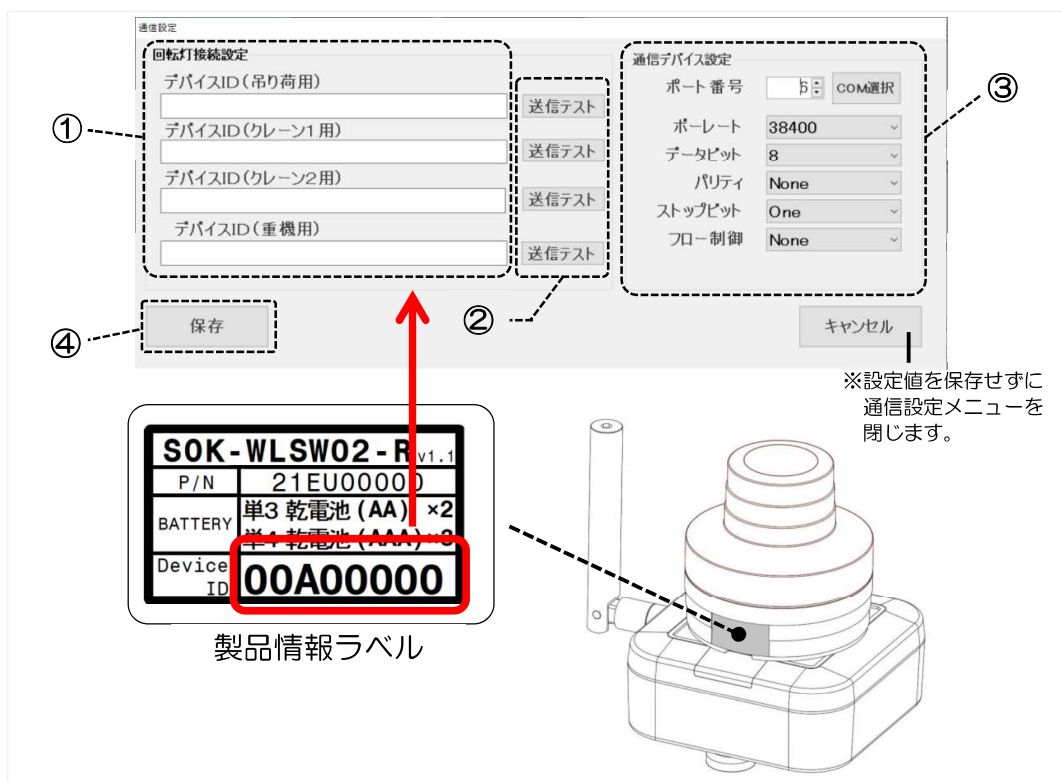 通信設定
回転灯接続設定
デバイスID(吊り荷用)
送信テスト
デバイスID(クレーン1用)
送信テスト
デバイスID(クレーン2用)
送信テスト
デバイスID(重機用)
送信テスト
①
②
通信デバイス設定
ポート番号 6 COM選択
ボーレート 38400
データビット 8
パリティ None
ストップビット One
フロー制御 None
③
④
保存
キャンセル
※設定値を保存せずに
通信設定メニューを
閉じます。
SOK-WLSW02-R v1.1
P/N 21EU00000
BATTERY 単3 乾電池 (AA) ×2
単4 乾電池 (AAA)×3
Device ID 00A00000
製品情報ラベル